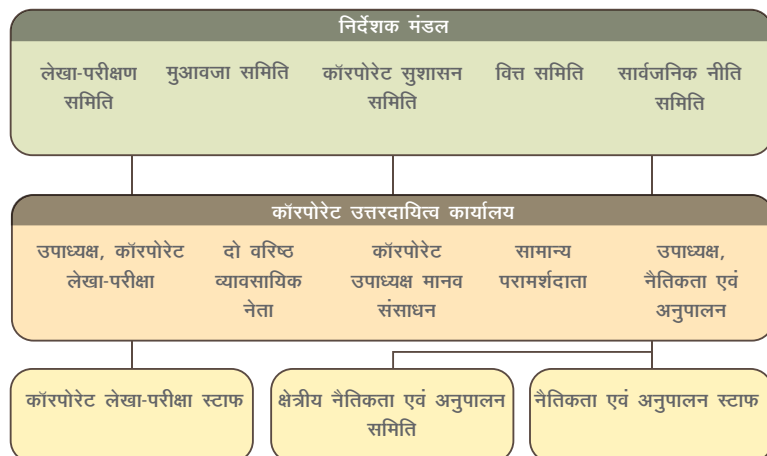 निर्देशक मंडल
लेखा-परीक्षण
समिति
मुआवजा समिति
कॉरपोरेट सुशासन
समिति
वित्त समिति
सार्वजनिक नीति
समिति
कॉरपोरेट उत्तरदायित्व कार्यालय
उपाध्यक्ष, कॉरपोरेट
लेखा-परीक्षा
दो वरिष्ठ
व्यावसायिक
नेता
कॉरपोरेट
उपाध्यक्ष मानव
संसाधन
सामान्य
परामर्शदाता
उपाध्यक्ष,
नैतिकता एवं
अनुपालन
कॉरपोरेट लेखा-परीक्षा स्टाफ
क्षेत्रीय नैतिकता एवं अनुपालन
समिति
नैतिकता एवं अनुपालन स्टाफ